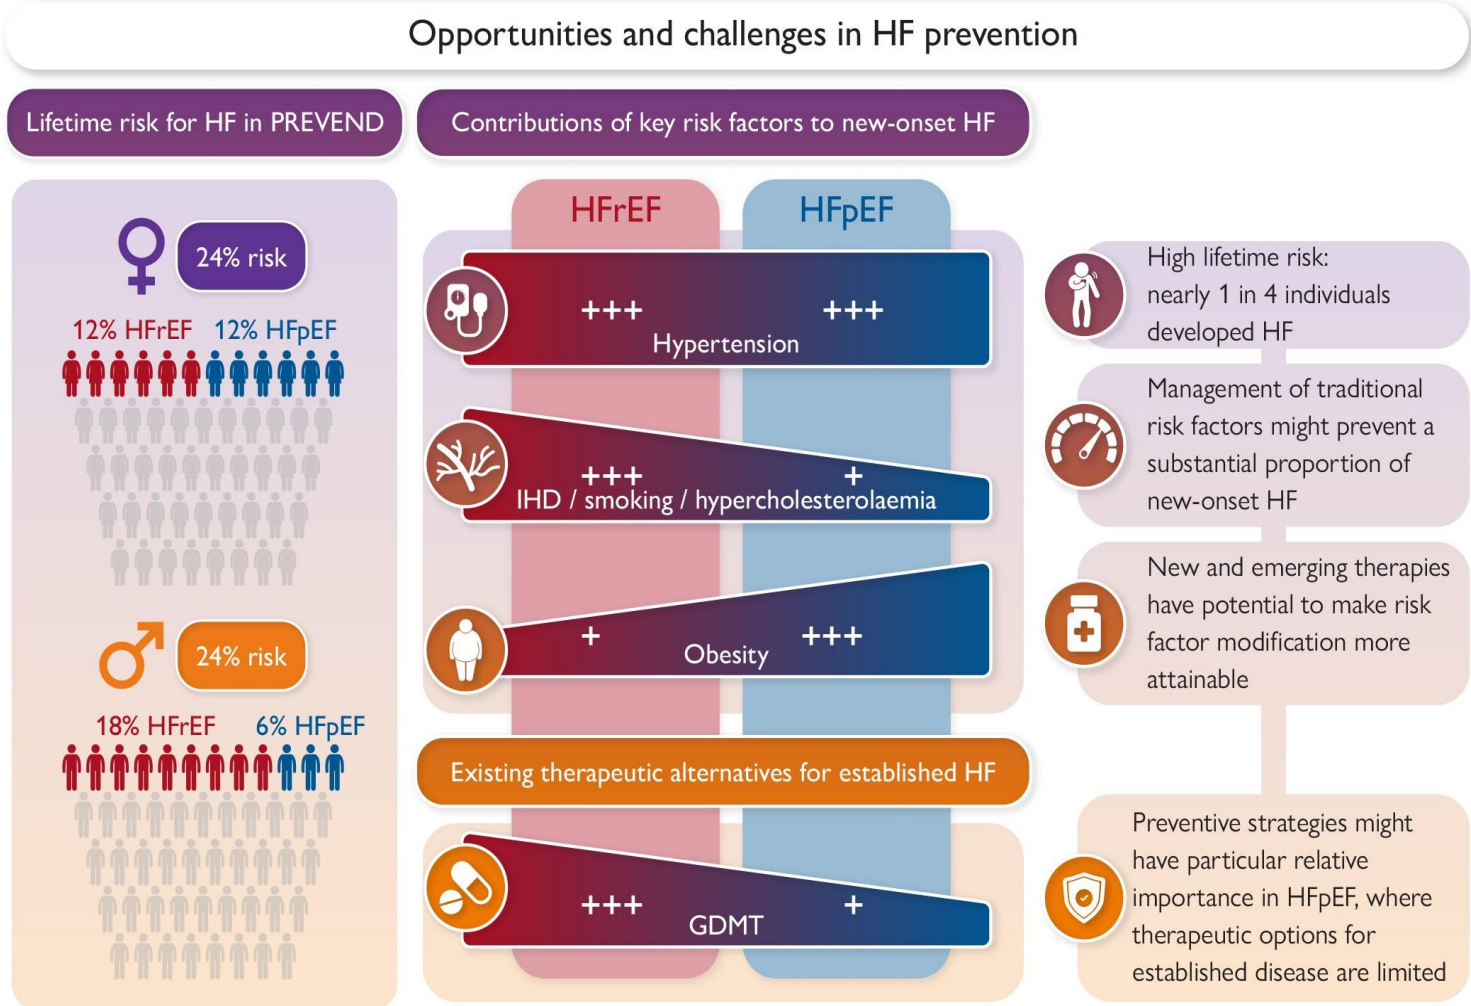 Opportunities and challenges in HF prevention
Lifetime risk for HF in PREVEND
24% risk
12% HFrEF 12% HFpEF
24% risk
18% HFrEF 6% HFpEF
Contributions of key risk factors to new-onset HF
HFrEF HFpEF
+++ +++
Hypertension
+++ +
IHD / smoking / hypercholesterolaemia
+ +++
Obesity
Existing therapeutic alternatives for established HF
+++ +
GDMT
High lifetime risk:
nearly 1 in 4 individuals
developed HF
Management of traditional
risk factors might prevent a
substantial proportion of
new-onset HF
New and emerging therapies
have potential to make risk
factor modification more
attainable
Preventive strategies might
have particular relative
importance in HFpEF, where
therapeutic options for
established disease are limited